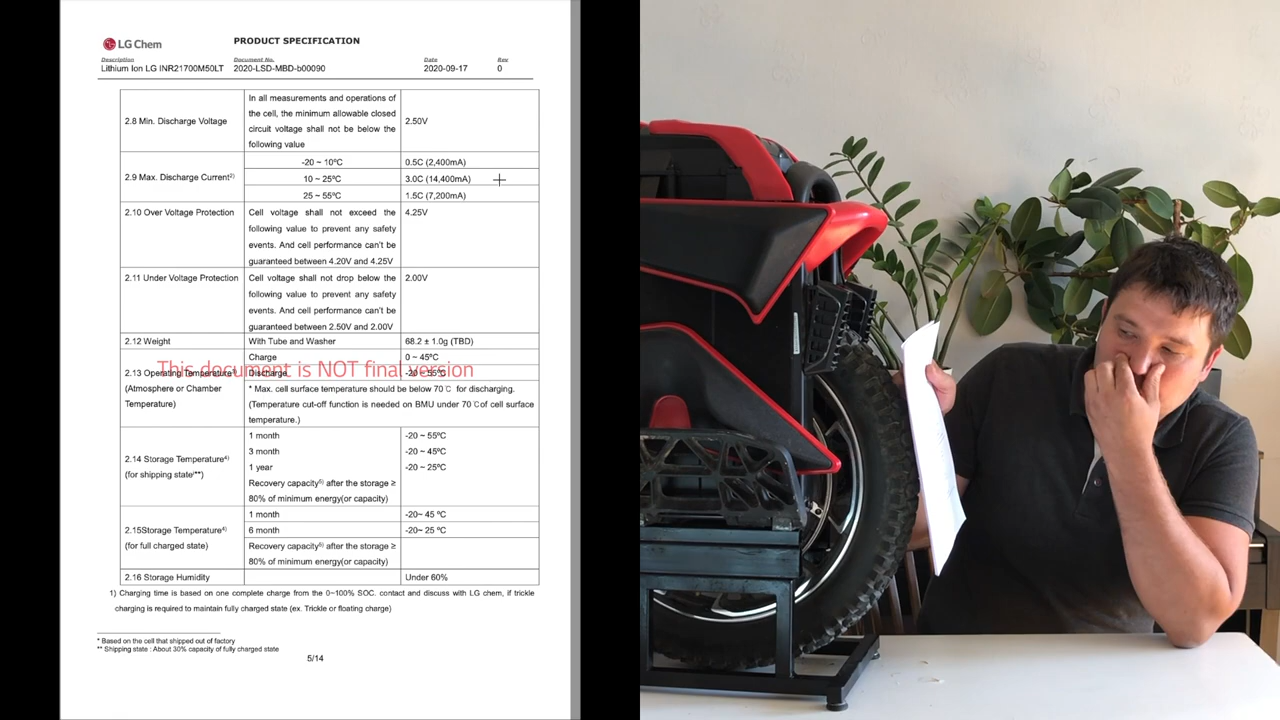 LG Chem
PRODUCT SPECIFICATION
Description
Document No.
Date
Rev
Lithium Ion LG INR21700M50LT
2020-LSD-MBD-b00090
2020-09-17
0
2.8 Min. Discharge Voltage
In all measurements and operations of
the cell, the minimum allowable closed
circuit voltage shall not be below the
following value
2.50V
2.9 Max. Discharge Current2)
-20 ~ 10ºC
0.5C (2,400mA)
10 ~ 25ºC
3.0C (14,400mA)
25 ~ 55ºC
1.5C (7,200mA)
2.10 Over Voltage Protection
Cell voltage shall not exceed the
following value to prevent any safety
events. And cell performance can't be
guaranteed between 4.20V and 4.25V
4.25V
2.11 Under Voltage Protection
Cell voltage shall not drop below the
following value to prevent any safety
events. And cell performance can't be
guaranteed between 2.50V and 2.00V
2.00V
2.12 Weight
With Tube and Washer
68.2 ± 1.0g (TBD)
2.13 Operating Temperature
(Atmosphere or Chamber
Temperature)
Charge
0 ~ 45ºC
Discharge
-20 ~ 55ºC
This document is NOT final version
* Max. cell surface temperature should be below 70℃ for discharging.
(Temperature cut-off function is needed on BMU under 70℃of cell surface
temperature.)
2.14 Storage Temperature4)
(for shipping state(**))
1 month
-20 ~ 55ºC
3 month
-20 ~ 45ºC
1 year
-20 ~ 25ºC
Recovery capacity5) after the storage ≥
80% of minimum energy(or capacity)
2.15Storage Temperature4)
(for full charged state)
1 month
-20~ 45 ºC
6 month
-20~ 25 ºC
Recovery capacity5) after the storage ≥
80% of minimum energy(or capacity)
2.16 Storage Humidity
Under 60%
1) Charging time is based on one complete charge from the 0~100% SOC. contact and discuss with LG chem, if trickle
charging is required to maintain fully charged state (ex. Trickle or floating charge)
* Based on the cell that shipped out of factory
** Shipping state : About 30% capacity of fully charged state
5/14